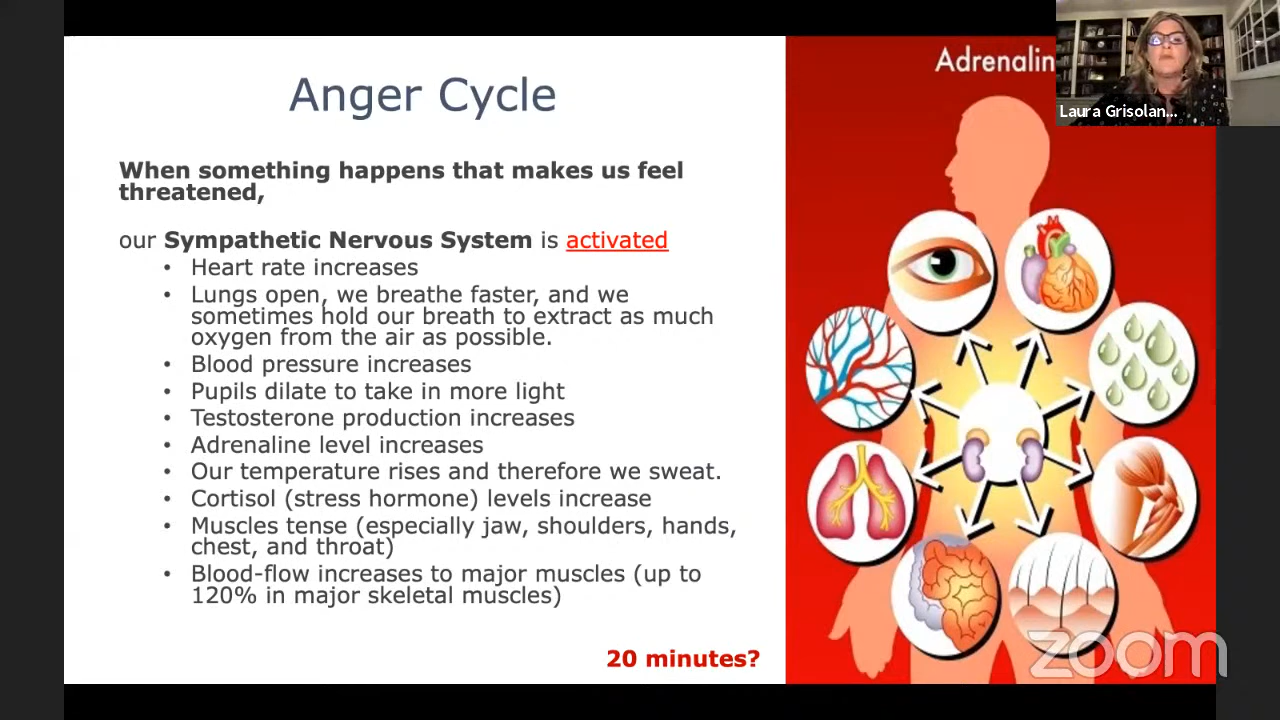 Anger Cycle
When something happens that makes us feel
threatened,
our Sympathetic Nervous System is activated
• Heart rate increases
• Lungs open, we breathe faster, and we
sometimes hold our breath to extract as much
oxygen from the air as possible.
• Blood pressure increases
• Pupils dilate to take in more light
• Testosterone production increases
• Adrenaline level increases
• Our temperature rises and therefore we sweat.
• Cortisol (stress hormone) levels increase
• Muscles tense (especially jaw, shoulders, hands,
chest, and throat)
• Blood-flow increases to major muscles (up to
120% in major skeletal muscles)
20 minutes?
Adrenalin
Laura Grisolan...
zoom